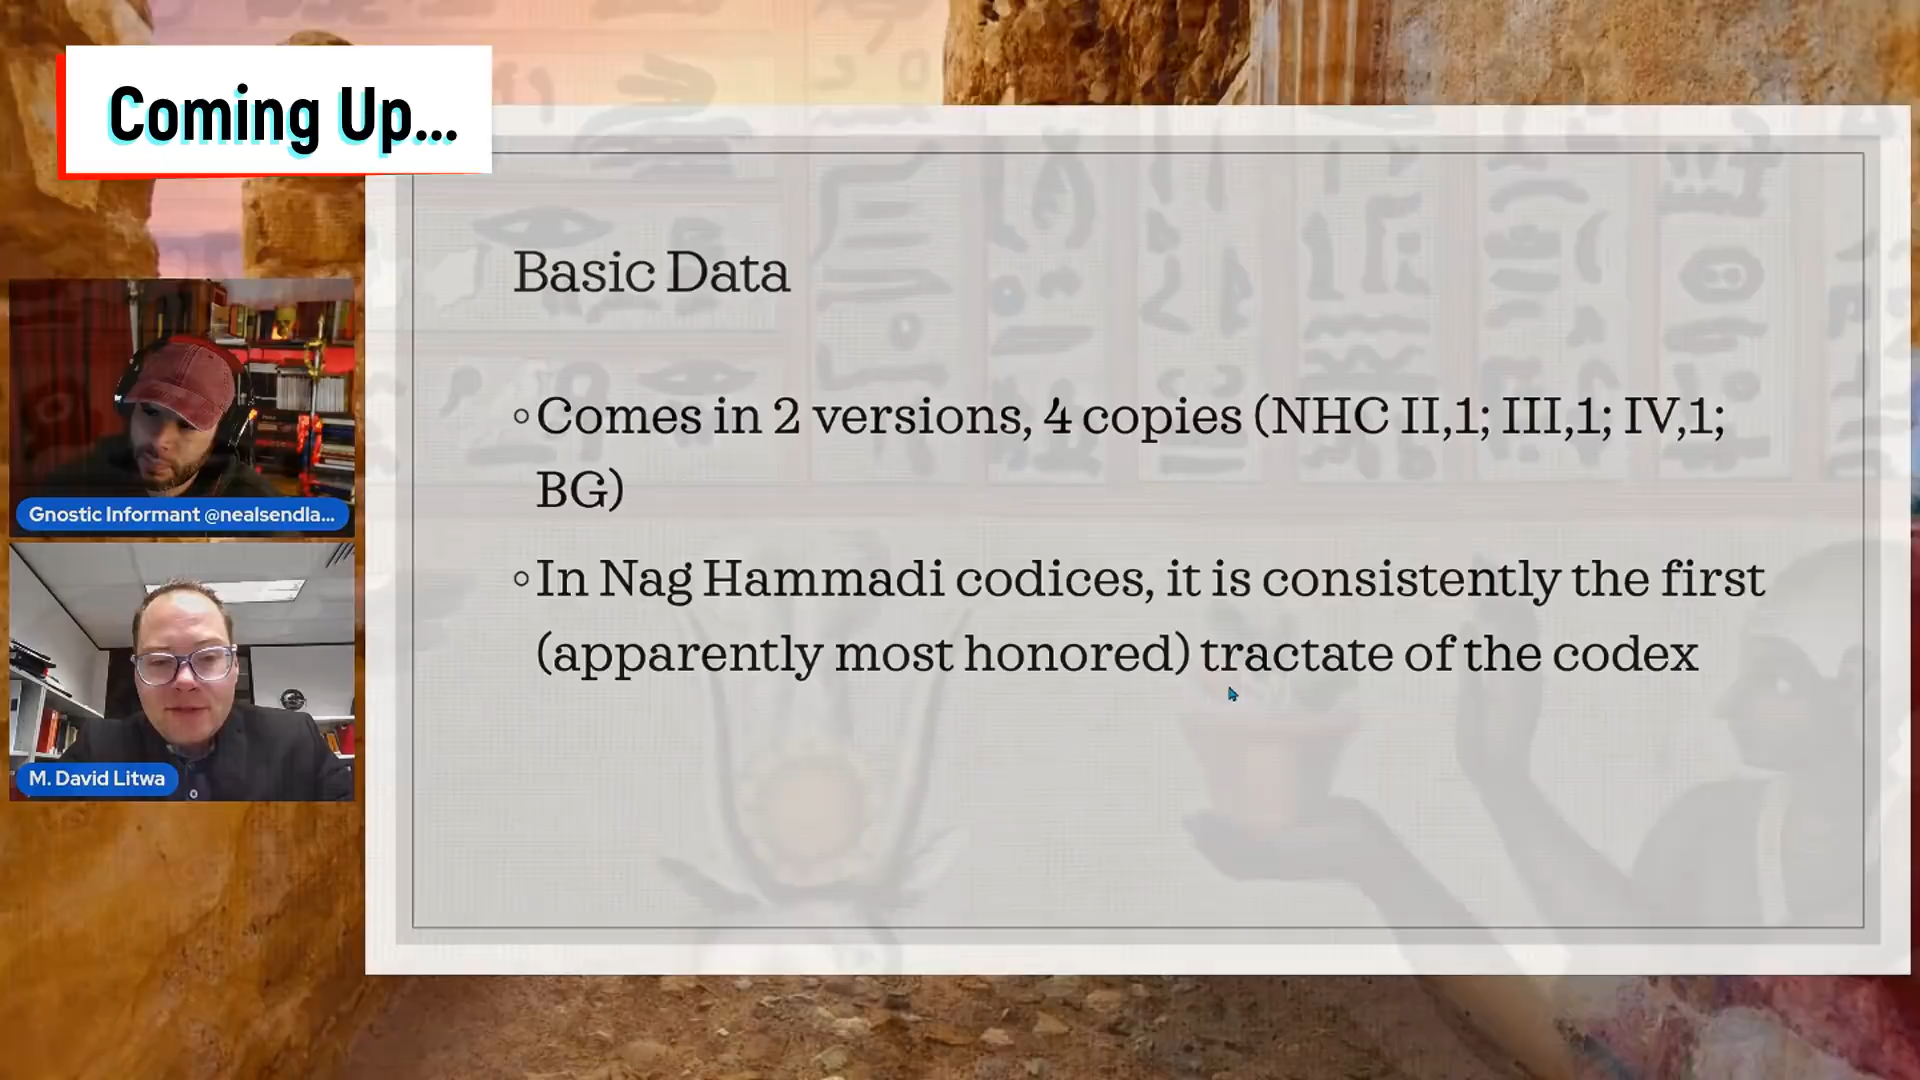 Coming Up...
Basic Data
◦Comes in 2 versions, 4 copies (NHC II,1; III,1; IV,1;
BG)
◦In Nag Hammadi codices, it is consistently the first
(apparently most honored) tractate of the codex
Gnostic Informant @nealsendla...
M. David Litwa